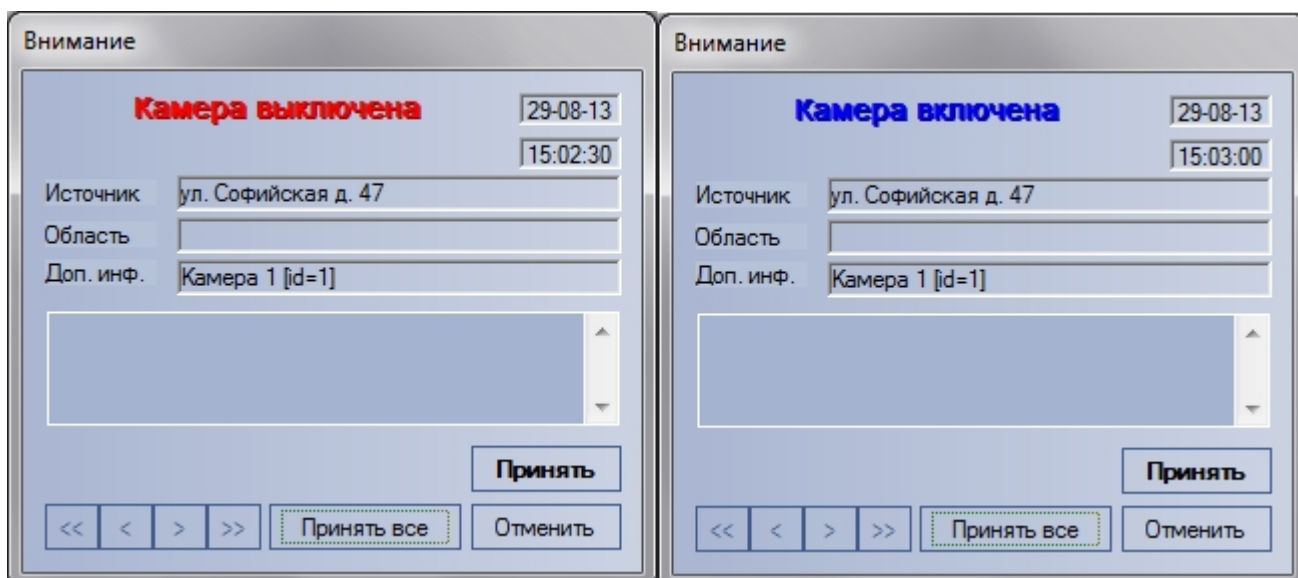 Внимание
Камера выключена 29-08-13
15:02:30
Источник ул. Софийская д. 47
Область
Доп. инф. Камера 1 [id=1]
Принять
<< < > >> Принять все Отменить
Внимание
Камера включена 29-08-13
15:03:00
Источник ул. Софийская д. 47
Область
Доп. инф. Камера 1 [id=1]
Принять
<< < > >> Принять все Отменить